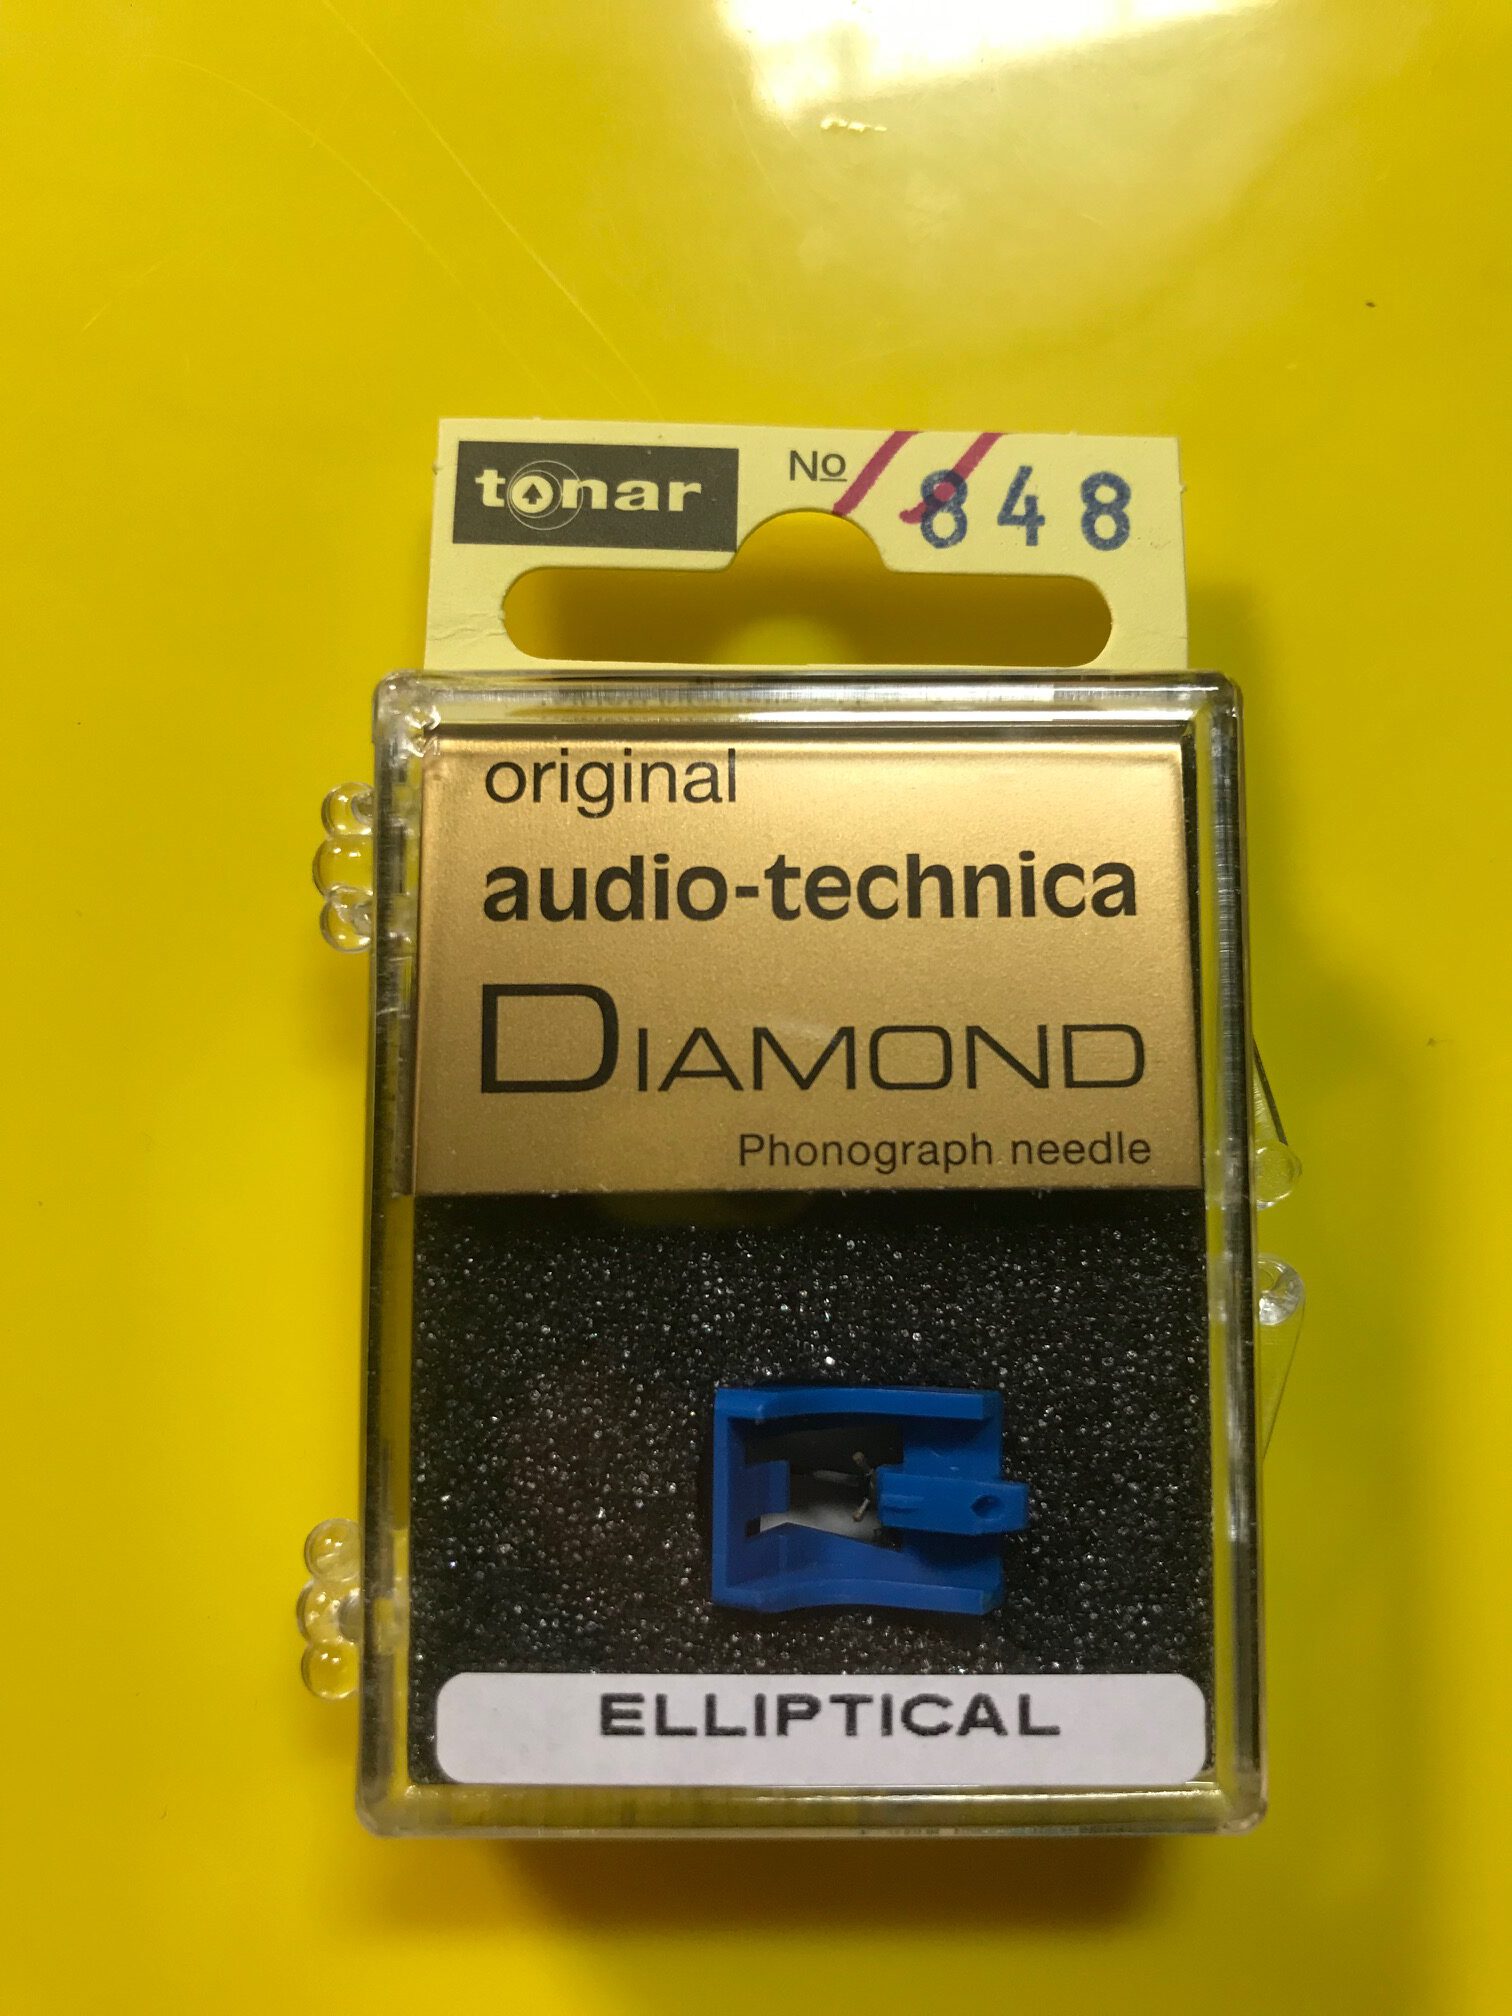 tonar
No 848
original
audio-technica
DIAMOND
Phonograph needle
ELLIPTICAL